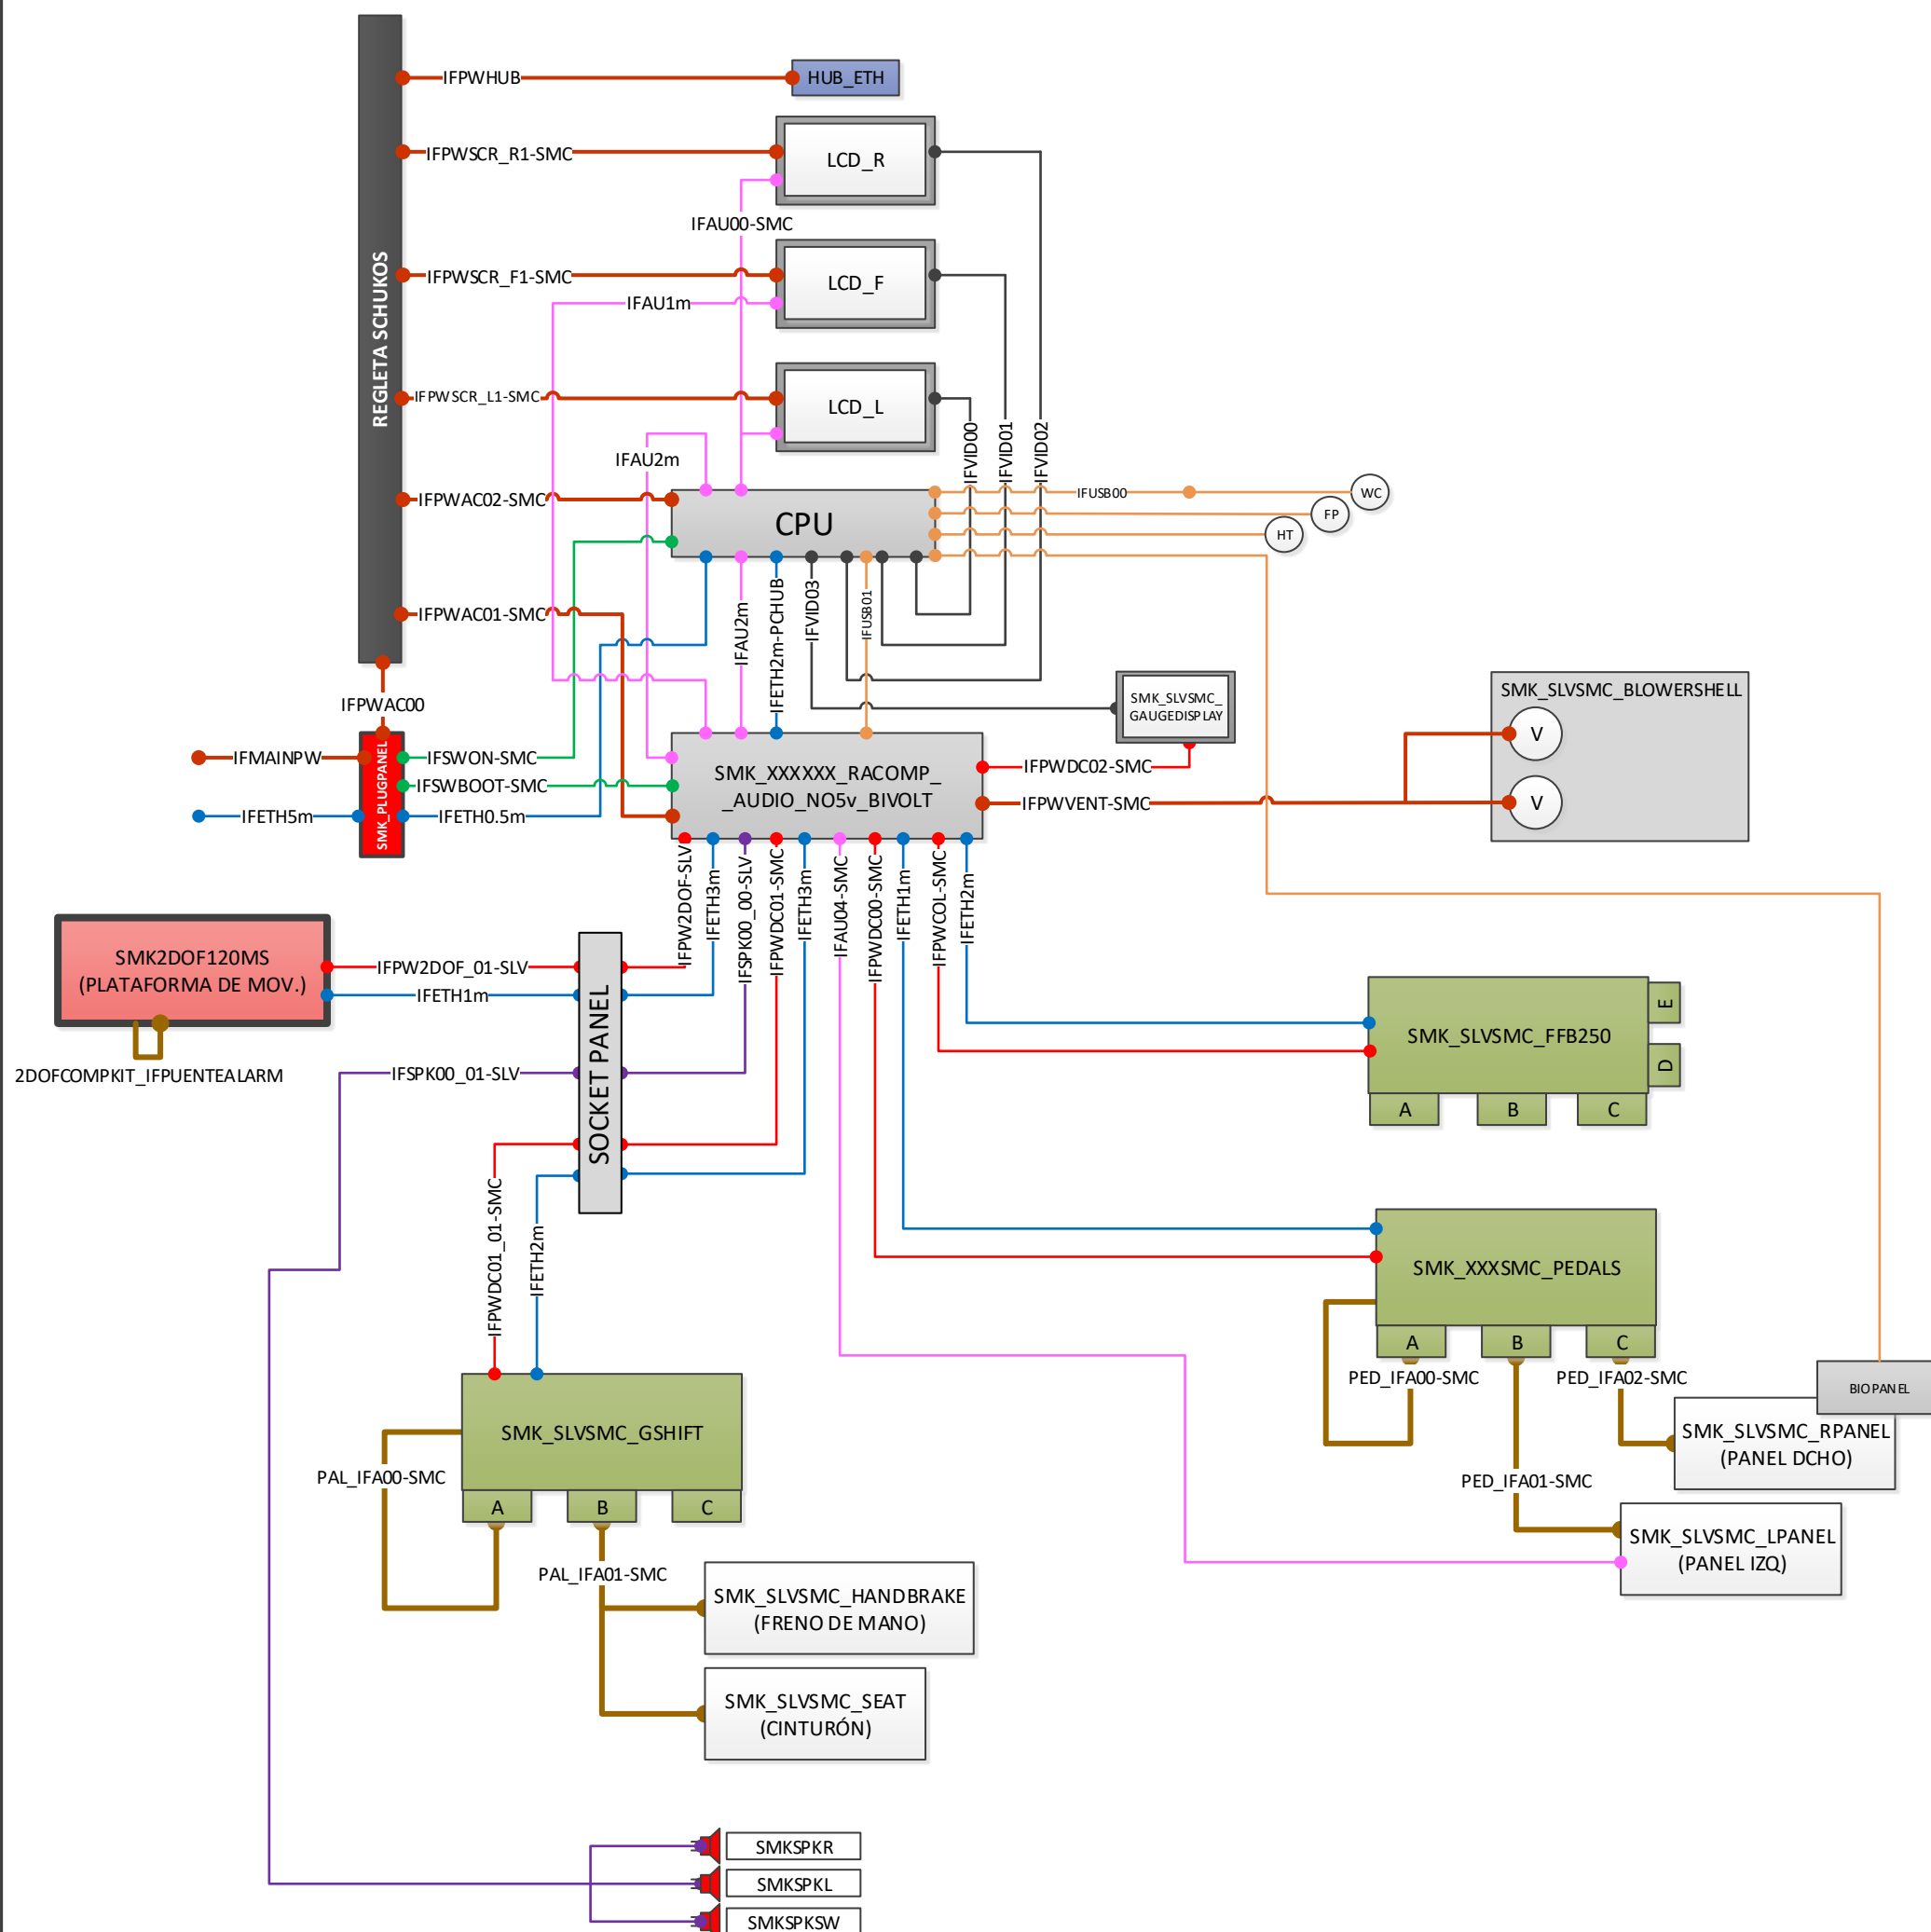 IFPWHUB
HUB_ETH
IFPWSCR_R1-SMC
LCD_R
IFAU00-SMC
IFPWSCR_F1-SMC
LCD_F
IFAU1m
REGLETA SCHUKOS
IFPWSCR_L1-SMC
LCD_L
IFVID00
IFVID01
IFVID02
IFAU2m
IFPWAC02-SMC
CPU
IFUSB00
WC
FP
HT
IFPWAC01-SMC
IFAU2m
IFETH2m-PCHUB
IFVID03
IFUSB01
IFPWAC00
SMK_SLVSMC_
GAUGEDISPLAY
SMK_SLVSMC_BLOWERSHELL
V
V
IFMAINPW
SMK_PLUGPANEL
IFSWON-SMC
IFSWBOOT-SMC
IFETH5m
IFETH0.5m
SMK_XXXXXX_RACOMP_
_AUDIO_NO5v_BIVOLT
IFPWDC02-SMC
IFPWVENT-SMC
IFPW2DOF-SLV
IFETH3m
IFSPK00_00-SLV
IFPWDC01-SMC
IFETH3m
IFAU04-SMC
IFPWDC00-SMC
IFETH1m
IFPWCOL-SMC
IFETH2m
SMK2DOF120MS
(PLATAFORMA DE MOV.)
IFPW2DOF_01-SLV
IFETH1m
2DOFCOMPKIT_IFPUENTEALARM
IFSPK00_01-SLV
SOCKET PANEL
SMK_SLVSMC_FFB250
E
D
A
B
C
IFPWDC01_01-SMC
IFETH2m
SMK_XXXSMC_PEDALS
A
B
C
PED_IFA00-SMC
PED_IFA02-SMC
BIOPANEL
SMK_SLVSMC_RPANEL
(PANEL DCHO)
PED_IFA01-SMC
SMK_SLVSMC_LPANEL
(PANEL IZQ)
SMK_SLVSMC_GSHIFT
PAL_IFA00-SMC
A
B
C
PAL_IFA01-SMC
SMK_SLVSMC_HANDBRAKE
(FRENO DE MANO)
SMK_SLVSMC_SEAT
(CINTURÓN)
SMKSPKR
SMKSPKL
SMKSPKSW